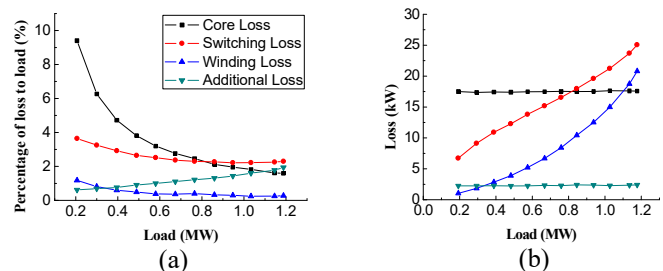 Percentage of loss to load (%)
10
8
6
4
2
0
Core Loss
Switching Loss
Winding Loss
Additional Loss
0.0 0.2 0.4 0.6 0.8 1.0 1.2
Load (MW)
(a)
Loss (kW)
30
25
20
15
10
5
0
0.0 0.2 0.4 0.6 0.8 1.0 1.2
Load (MW)
(b)